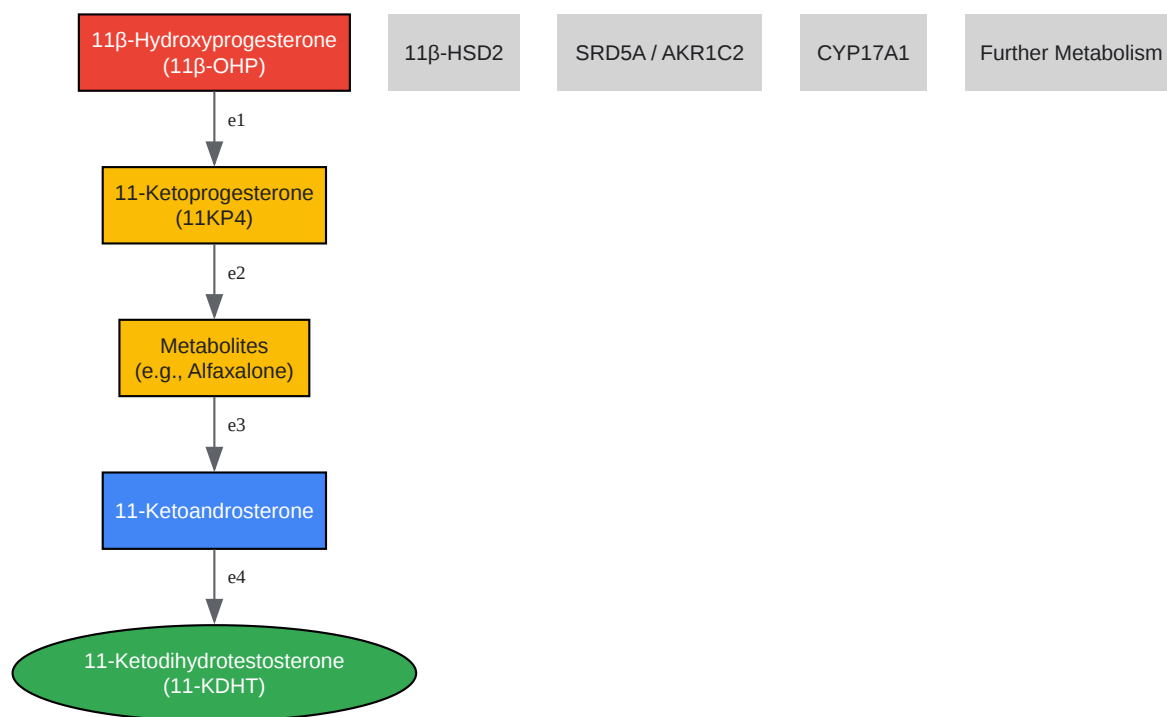 11β-Hydroxyprogesterone
(11β-OHP)
11β-HSD2
SRD5A / AKR1C2
CYP17A1
Further Metabolism
e1
11-Ketoprogesterone
(11KP4)
e2
Metabolites
(e.g., Alfaxalone)
e3
11-Ketoandrosterone
e4
11-Ketodihydrotestosterone
(11-KDHT)